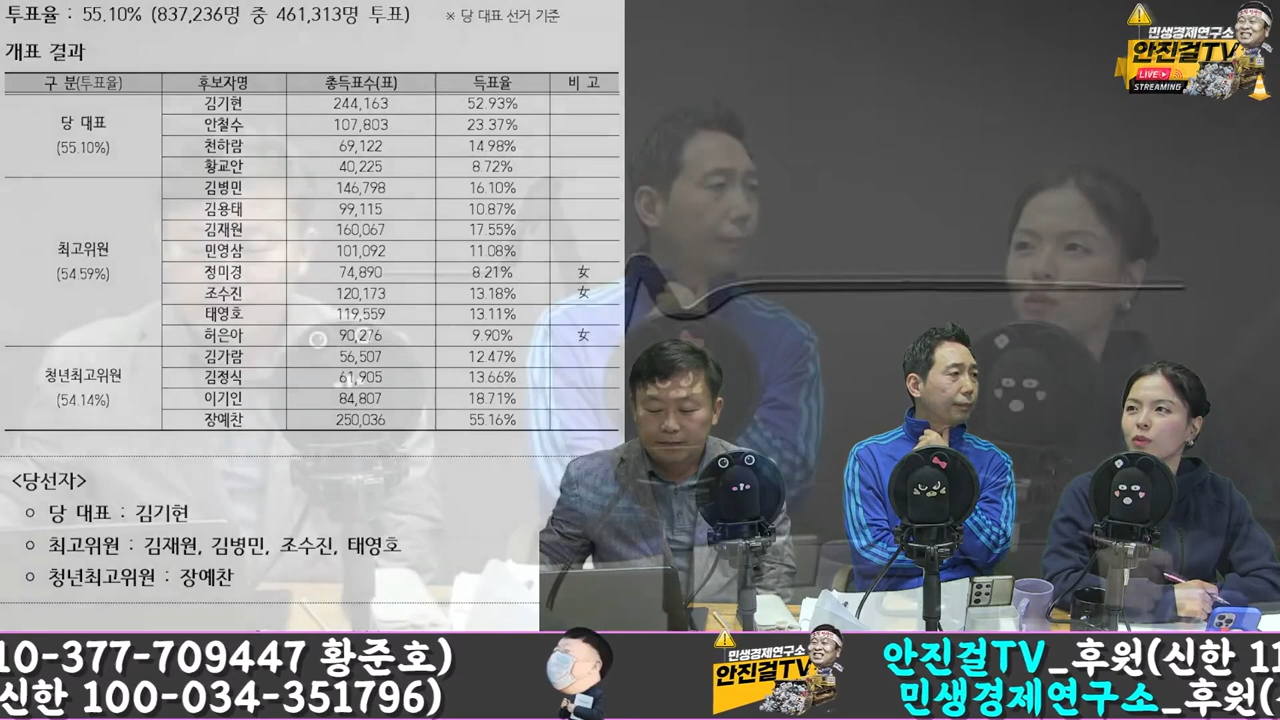 투표율 : 55.10% (837,236명 중 461,313명 투표) ※ 당 대표 선거 기준
개표 결과
구 분(투표율) 후보자명 총득표수(표) 득표율 비 고
당 대표 (55.10%)
김기현 244,163 52.93%
안철수 107,803 23.37%
천하람 69,122 14.98%
황교안 40,225 8.72%
최고위원 (54.59%)
김병민 146,798 16.10%
김용태 99,115 10.87%
김재원 160,067 17.55%
민영삼 101,092 11.08%
정미경 74,890 8.21% 女
조수진 120,173 13.18% 女
태영호 119,559 13.11%
허은아 90,276 9.90% 女
청년최고위원 (54.14%)
김가람 56,507 12.47%
김정식 61,905 13.66%
이기인 84,807 18.71%
장예찬 250,036 55.16%
<당선자>
○ 당 대표 : 김기현
○ 최고위원 : 김재원, 김병민, 조수진, 태영호
○ 청년최고위원 : 장예찬
민생경제연구소
안진걸TV
LIVE
STREAMING
10-377-709447 황준호)
신한 100-034-351796)
민생경제연구소
안진걸TV
안진걸TV_후원(신한 11
민생경제연구소_후원(